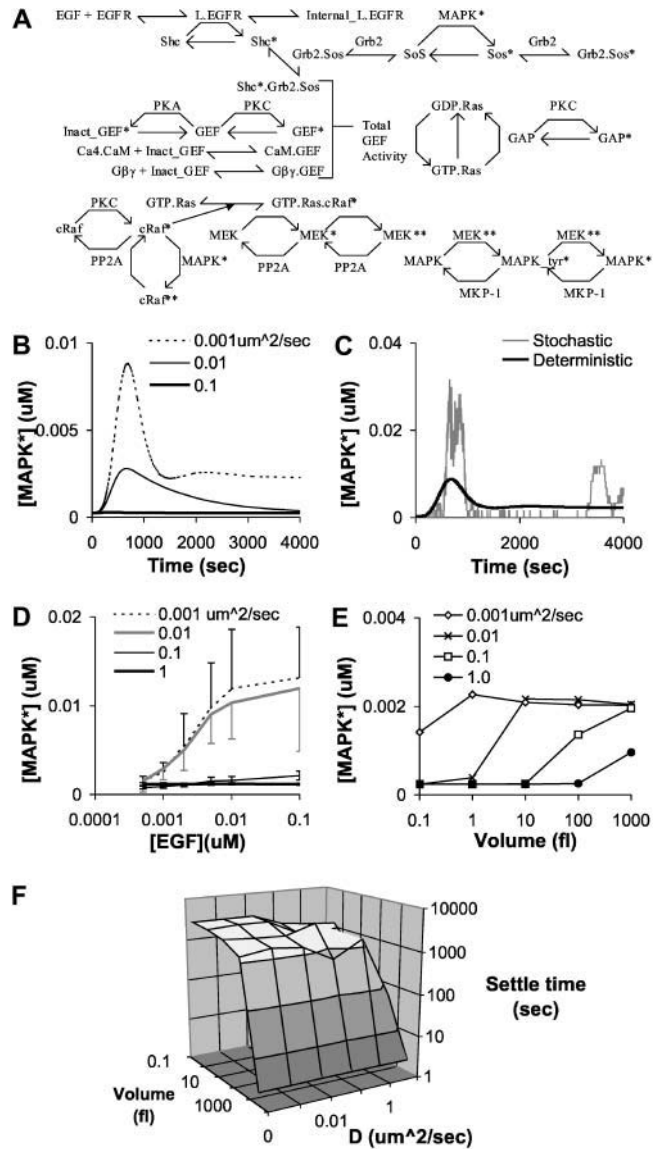 A
EGF + EGFR L.EGFR Internal_L.EGFR
Shc Shc*
MAPK*
Grb2.Sos Grb2 SoS Sos* Grb2 Grb2.Sos*
Shc*.Grb2.Sos
PKA PKC
Inact_GEF* GEF GEF*
Ca4.CaM + Inact_GEF CaM.GEF
Gβγ + Inact_GEF Gβγ.GEF
Total
GEF
Activity
GDP.Ras
GTP.Ras
PKC
GAP GAP*
PKC
cRaf cRaf*
PP2A MAPK*
cRaf**
GTP.Ras GTP.Ras.cRaf*
MEK MEK* MEK**
PP2A PP2A
MEK** MEK**
MAPK MAPK_tyr* MAPK*
MKP-1 MKP-1
B
0.001um^2/sec
0.01
0.1
[MAPK*] (uM)
0.01
0.005
0
0 1000 2000 3000 4000
Time (sec)
C
Stochastic
Deterministic
[MAPK*] (uM)
0.04
0.02
0
0 2000 4000
Time (sec)
D
0.001 um^2/sec
0.01
0.1
1
[MAPK*] (uM)
0.02
0.01
0
0.0001 0.001 0.01 0.1
[EGF](uM)
E
0.001um^2/sec
0.01
0.1
1.0
[MAPK*] (uM)
0.004
0.002
0
0.1 1 10 100 1000
Volume (fl)
F
10000
1000
100
10
1
Settle time
(sec)
0.1
10
1000
Volume
(fl)
0
0.01
1
D (um^2/sec)